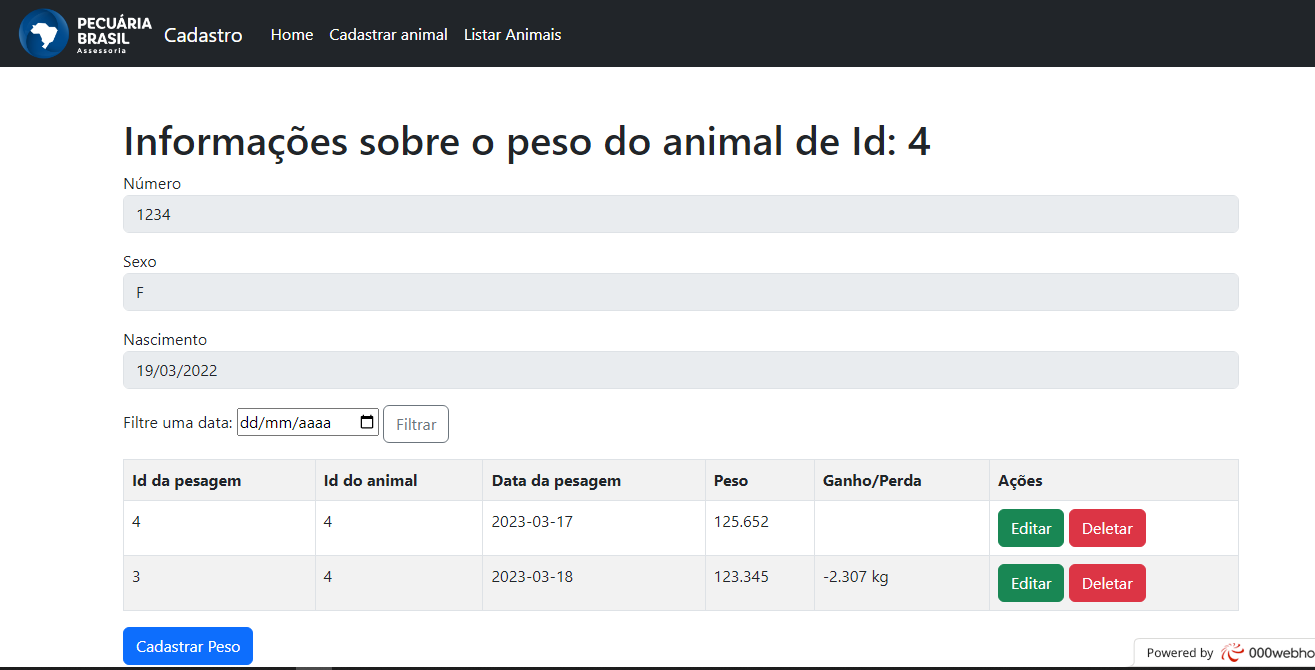 PECUÁRIA
BRASIL
Assessoria
Cadastro Home Cadastrar animal Listar Animais
Informações sobre o peso do animal de Id: 4
Número
1234
Sexo
F
Nascimento
19/03/2022
Filtre uma data: dd/mm/aaaa Filtrar
Id da pesagem Id do animal Data da pesagem Peso Ganho/Perda Ações
4 4 2023-03-17 125.652 Editar Deletar
3 4 2023-03-18 123.345 -2.307 kg Editar Deletar
Cadastrar Peso
Powered by 000webho